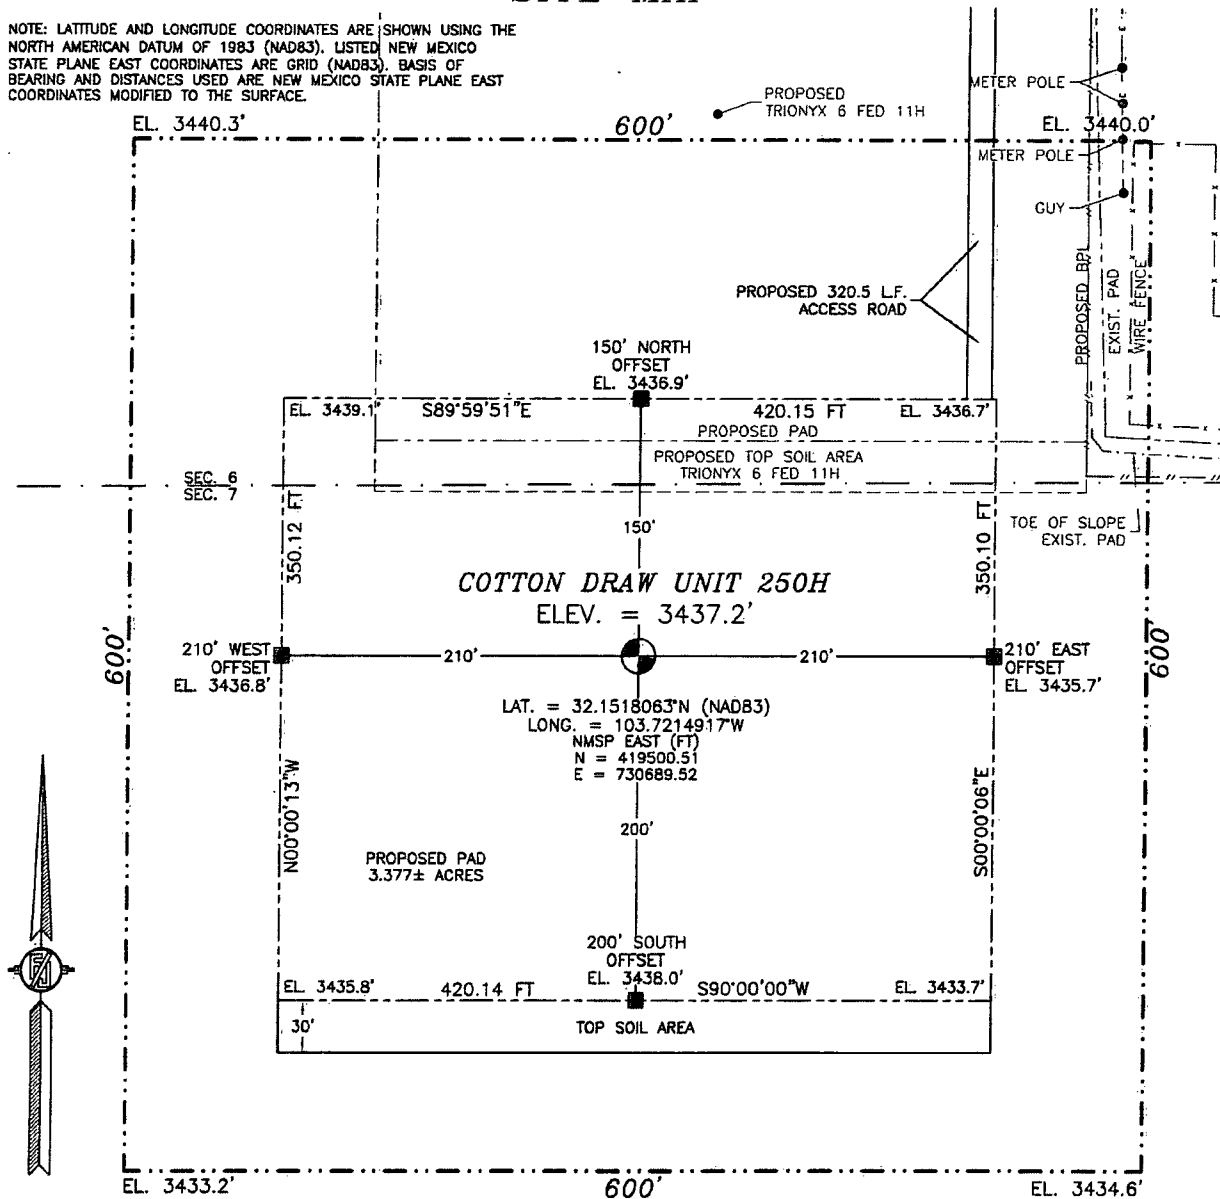 NOTE: LATITUDE AND LONGITUDE COORDINATES ARE SHOWN USING THE
NORTH AMERICAN DATUM OF 1983 (NAD83). LISTED NEW MEXICO
STATE PLANE EAST COORDINATES ARE GRID (NAD83). BASIS OF
BEARING AND DISTANCES USED ARE NEW MEXICO STATE PLANE EAST
COORDINATES MODIFIED TO THE SURFACE.
METER POLE
PROPOSED
TRIONYX 6 FED 11H
EL. 3440.3'
600'
EL. 3440.0'
METER POLE
GUY
PROPOSED BPL
EXIST. PAD
WIRE FENCE
PROPOSED 320.5 L.F.
ACCESS ROAD
150' NORTH
OFFSET
EL. 3436.9'
EL. 3439.1'
S89°59'51"E
420.15 FT
EL. 3436.7'
PROPOSED PAD
PROPOSED TOP SOIL AREA
TRIONYX 6 FED 11H
SEC. 6
SEC. 7
350.12 FT
150'
350.10 FT
TOE OF SLOPE
EXIST. PAD
COTTON DRAW UNIT 250H
ELEV. = 3437.2'
600'
210' WEST
OFFSET
EL. 3436.8'
210'
210'
210' EAST
OFFSET
EL. 3435.7'
600'
LAT. = 32.1518063°N (NAD83)
LONG. = 103.7214917°W
NMSP EAST (FT)
N = 419500.51
E = 730689.52
N00°00'13"W
S00°00'06"E
200'
PROPOSED PAD
3.377± ACRES
200' SOUTH
OFFSET
EL. 3438.0'
EL. 3435.8'
420.14 FT
S90°00'00"W
EL. 3433.7'
30'
TOP SOIL AREA
EL. 3433.2'
600'
EL. 3434.6'